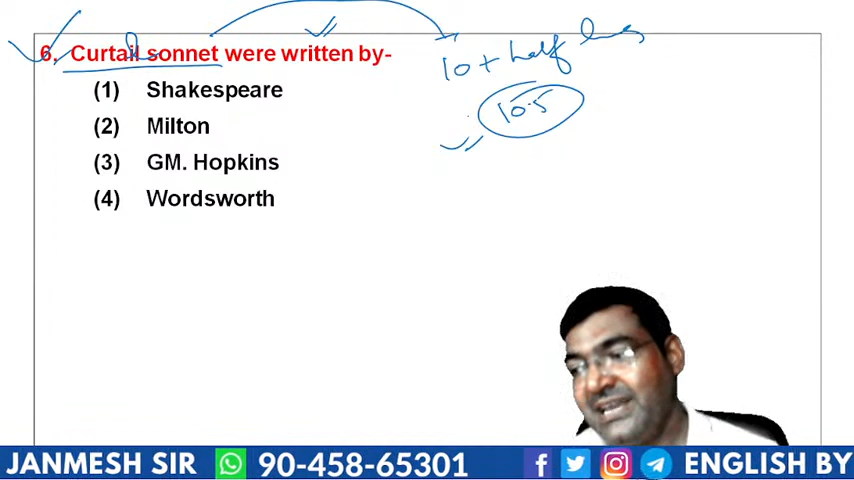 6. Curtail sonnet were written by-
10 + half lines
10.5
(1) Shakespeare
(2) Milton
(3) GM. Hopkins
(4) Wordsworth
JANMESH SIR 90-458-65301 ENGLISH BY